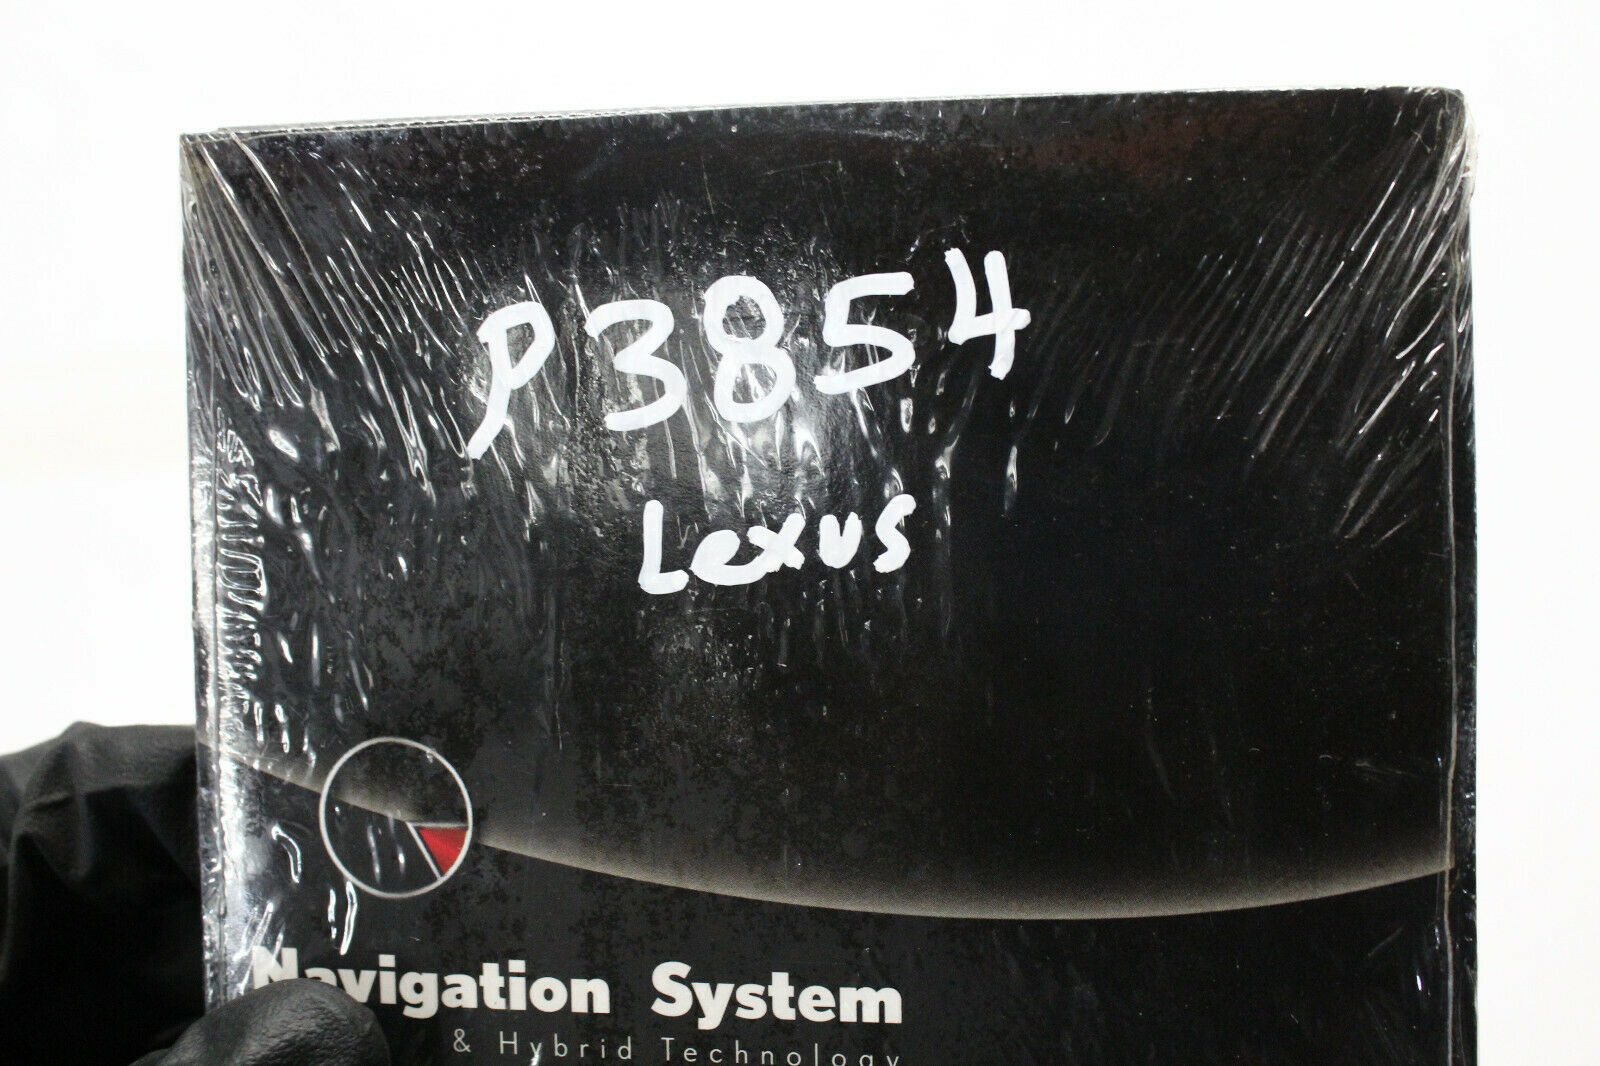 P3854
Lexus
Navigation System
& Hybrid Technology